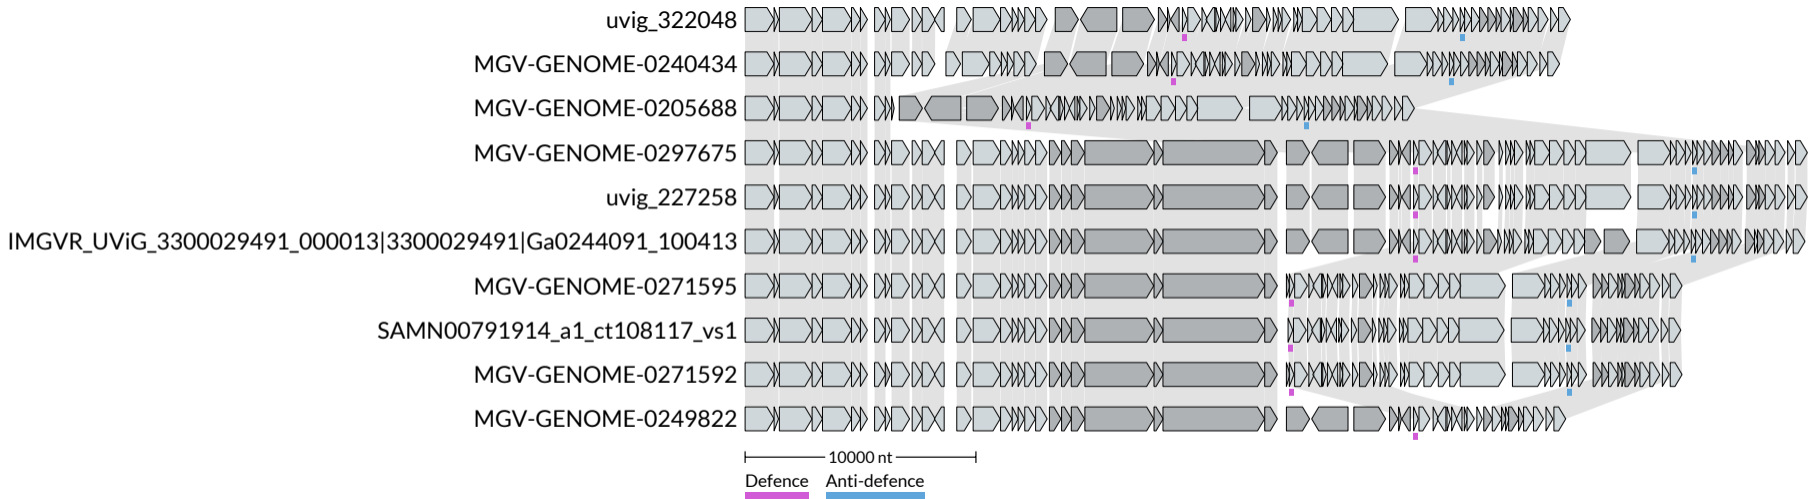 uvig_322048
MGV-GENOME-0240434
MGV-GENOME-0205688
MGV-GENOME-0297675
uvig_227258
IMGVR_UViG_3300029491_000013|3300029491|Ga0244091_100413
MGV-GENOME-0271595
SAMN00791914_a1_ct108117_vs1
MGV-GENOME-0271592
MGV-GENOME-0249822
10000 nt
Defence Anti-defence